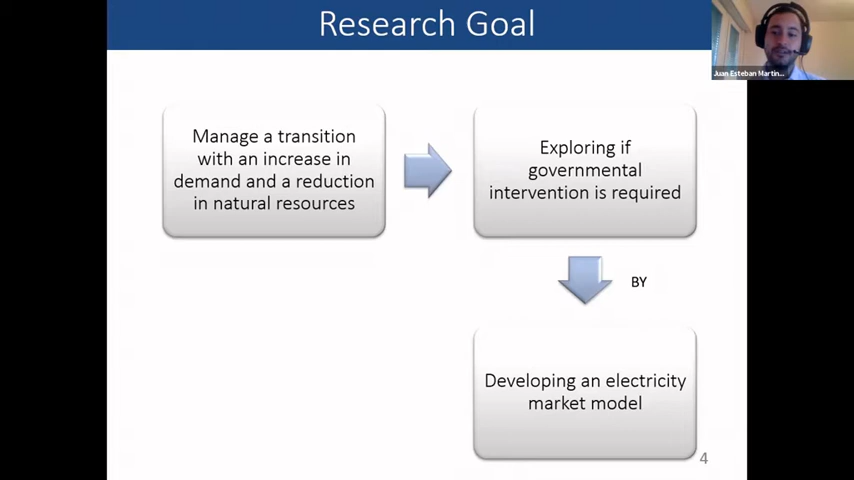 Research Goal
Juan Esteban Martin...
Manage a transition
with an increase in
demand and a reduction
in natural resources
Exploring if
governmental
intervention is required
BY
Developing an electricity
market model
4